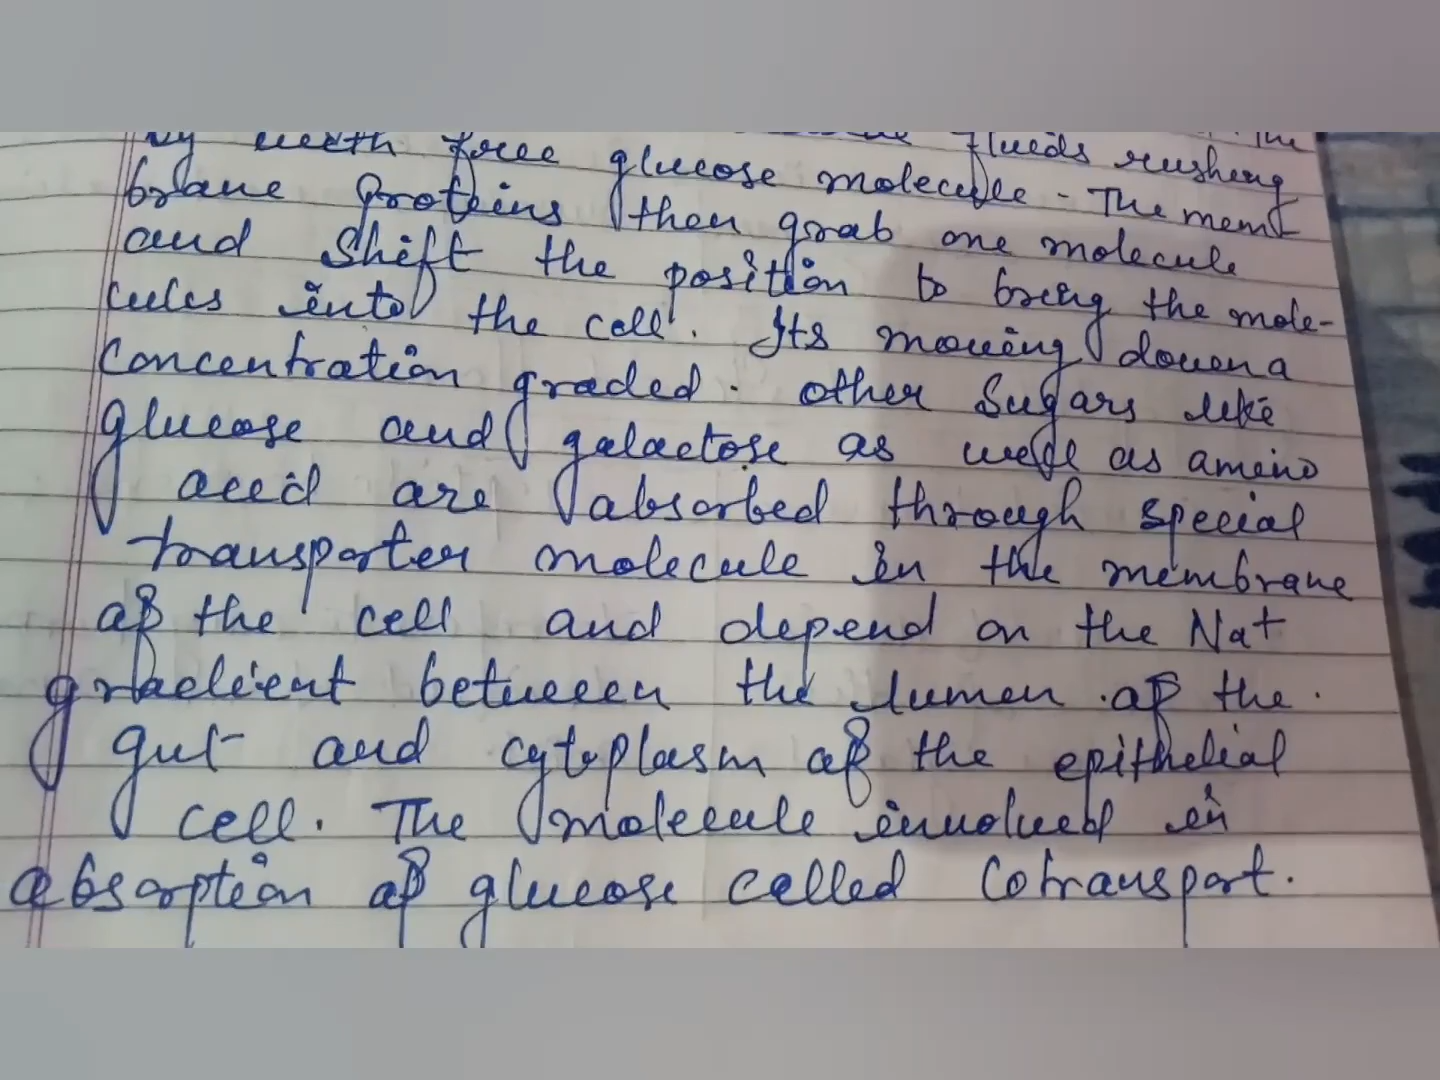 fluids rushing The
with free glucose molecule - The mem
brane Proteins then grab one molecule
and Shift the position to bring the mole-
cules into the cell. Its moving down a
Concentration graded. other Sugars like
glucose and galactose as well as amino
acid are absorbed through special
transporter molecule in the membrane
of the cell and depend on the Na+
gradient between the lumen of the
gut and cytoplasm of the epithelial
cell. The molecule involved in
absorption of glucose called Cotransport.